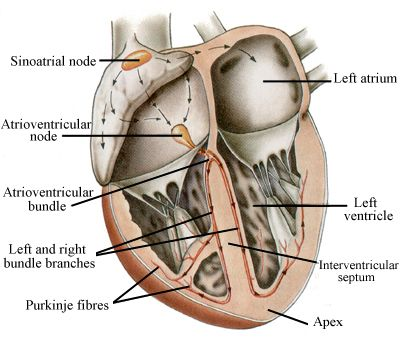 Sinoatrial node
Left atrium
Atrioventricular
node
Atrioventricular
bundle
Left
ventricle
Left and right
bundle branches
Interventricular
septum
Purkinje fibres
Apex